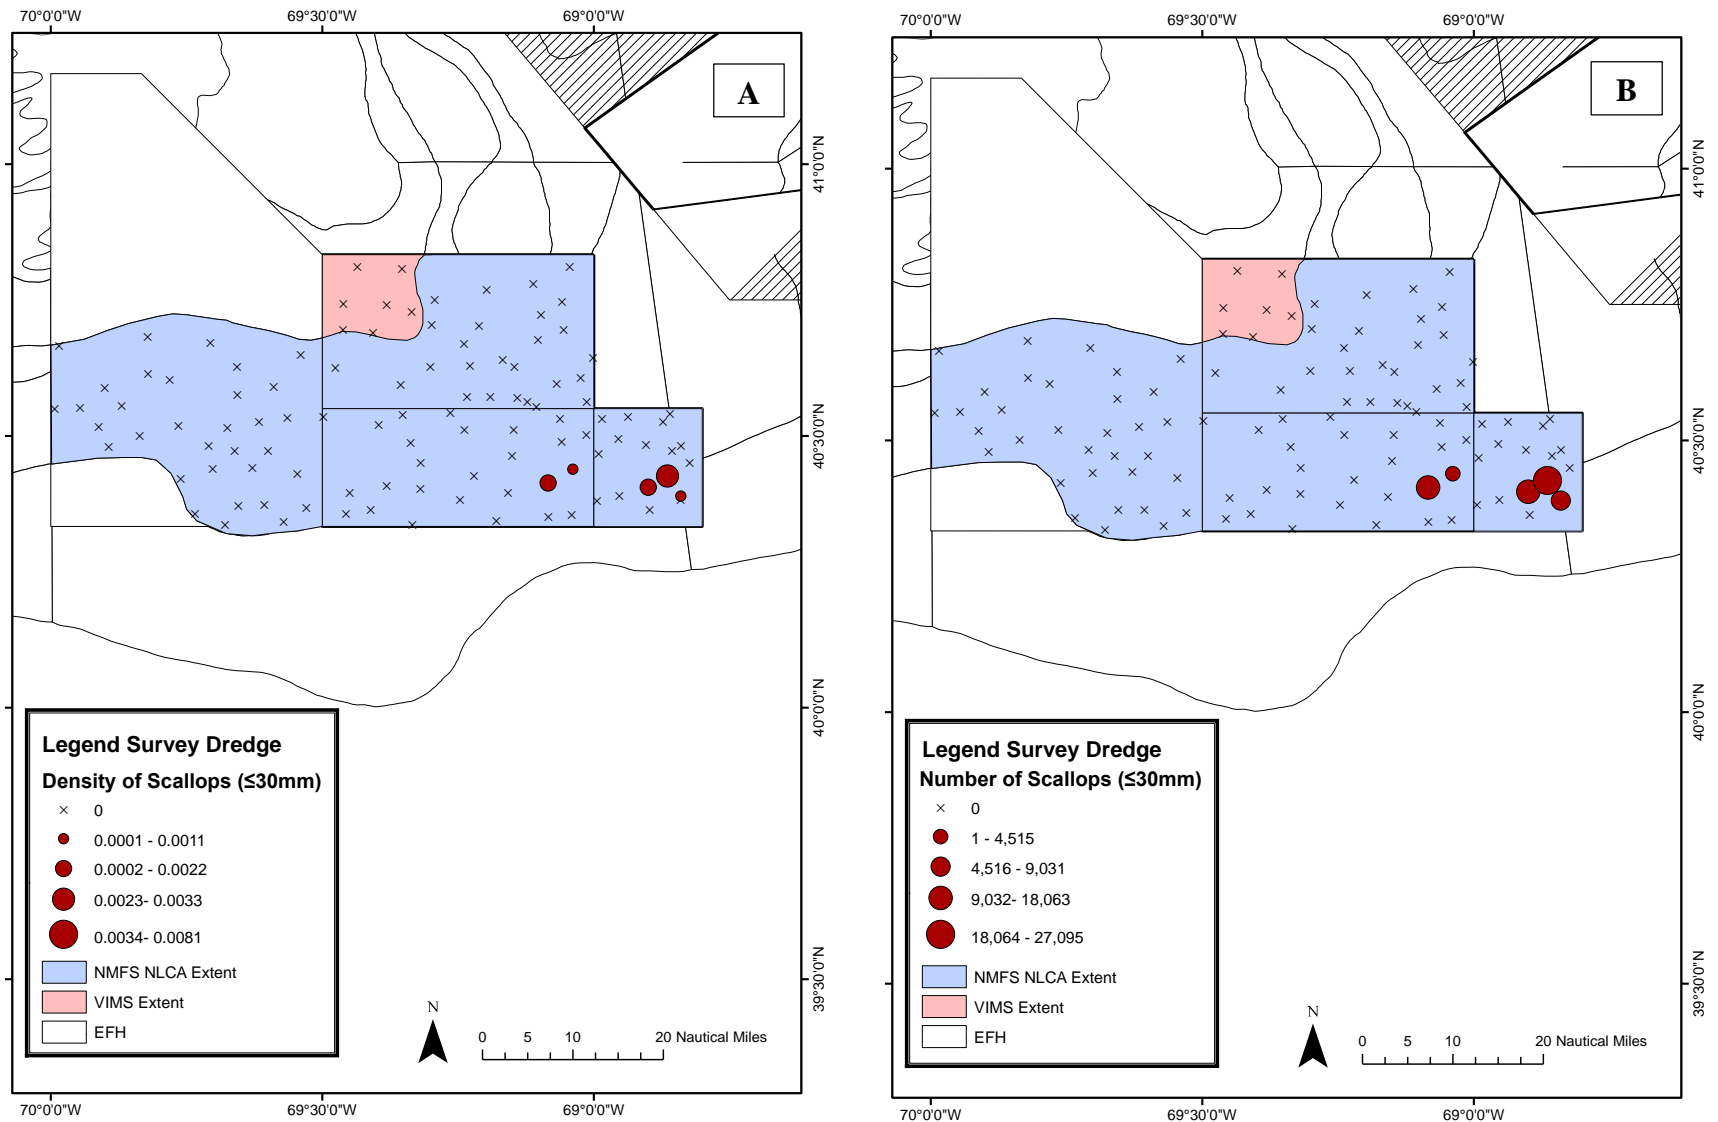 70°0'0"W
69°30'0"W
69°0'0"W
A
41°0'0"N
40°30'0"N
40°0'0"N
39°30'0"N
Legend Survey Dredge
Density of Scallops (≤30mm)
0
0.0001 - 0.0011
0.0002 - 0.0022
0.0023- 0.0033
0.0034- 0.0081
NMFS NLCA Extent
VIMS Extent
EFH
N
0 5 10 20 Nautical Miles
70°0'0"W
69°30'0"W
69°0'0"W
70°0'0"W
69°30'0"W
69°0'0"W
B
41°0'0"N
40°30'0"N
40°0'0"N
39°30'0"N
Legend Survey Dredge
Number of Scallops (≤30mm)
0
1 - 4,515
4,516 - 9,031
9,032- 18,063
18,064 - 27,095
NMFS NLCA Extent
VIMS Extent
EFH
N
0 5 10 20 Nautical Miles
70°0'0"W
69°30'0"W
69°0'0"W